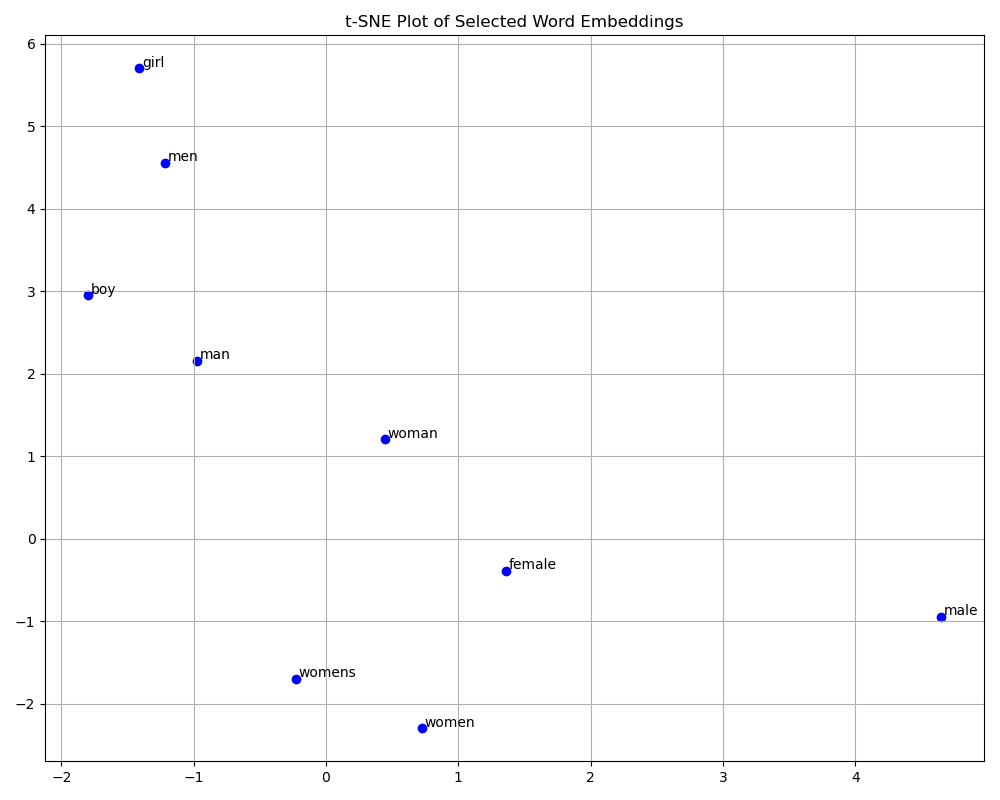 t-SNE Plot of Selected Word Embeddings
6
girl
5
men
4
3
boy
man
2
woman
1
0
female
male
−1
womens
women
−2
−2 −1 0 1 2 3 4